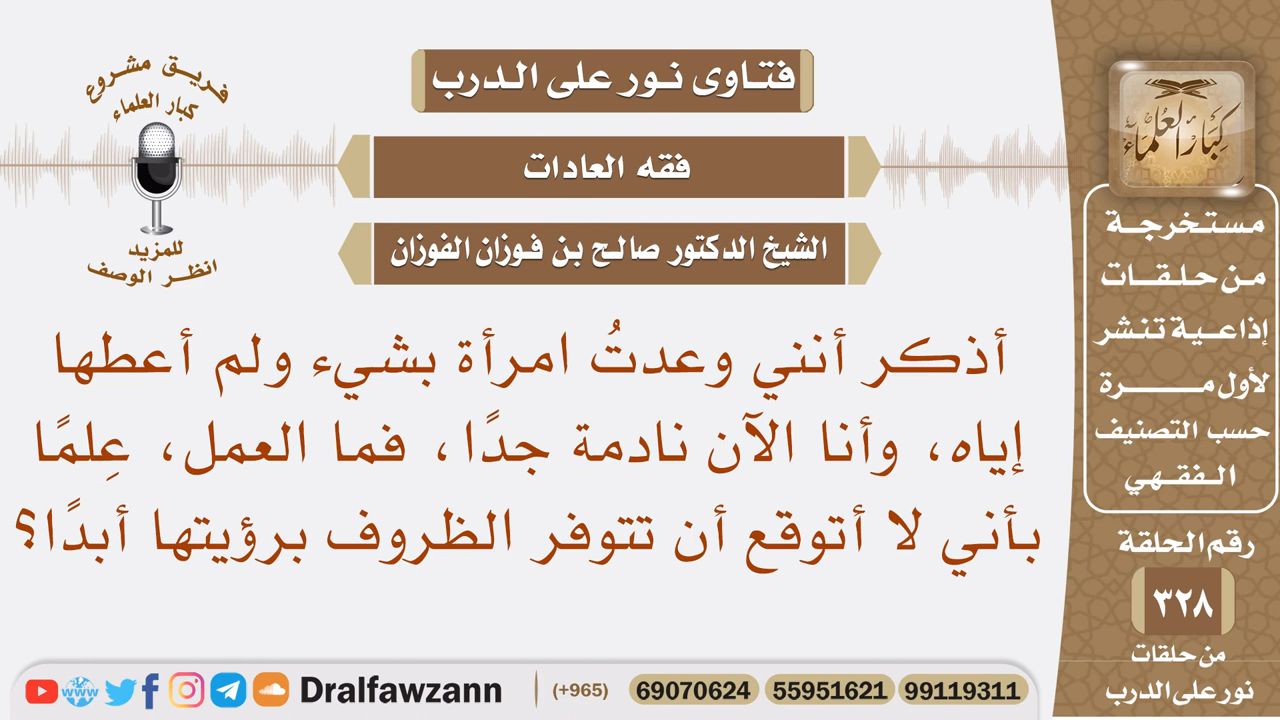 فتاوى نور على الدرب
فقه العادات
الشيخ الدكتور صالح بن فوزان الفوزان
فريق مشروع
كبار العلماء
للمزيد
انظر الوصف
أذكر أنني وعدتُ امرأة بشيء ولم أعطها
إياه، وأنا الآن نادمة جدًا، فما العمل، عِلمًا
بأني لا أتوقع أن تتوفر الظروف برؤيتها أبدًا؟
كبار العلماء
مستخرجة
من حلقات
إذاعية تنشر
لأول مرة
حسب التصنيف
الفقهي
رقم الحلقة
٣٢٨
من حلقات
نور على الدرب
www Dralfawzann (+965) 69070624 55951621 99119311